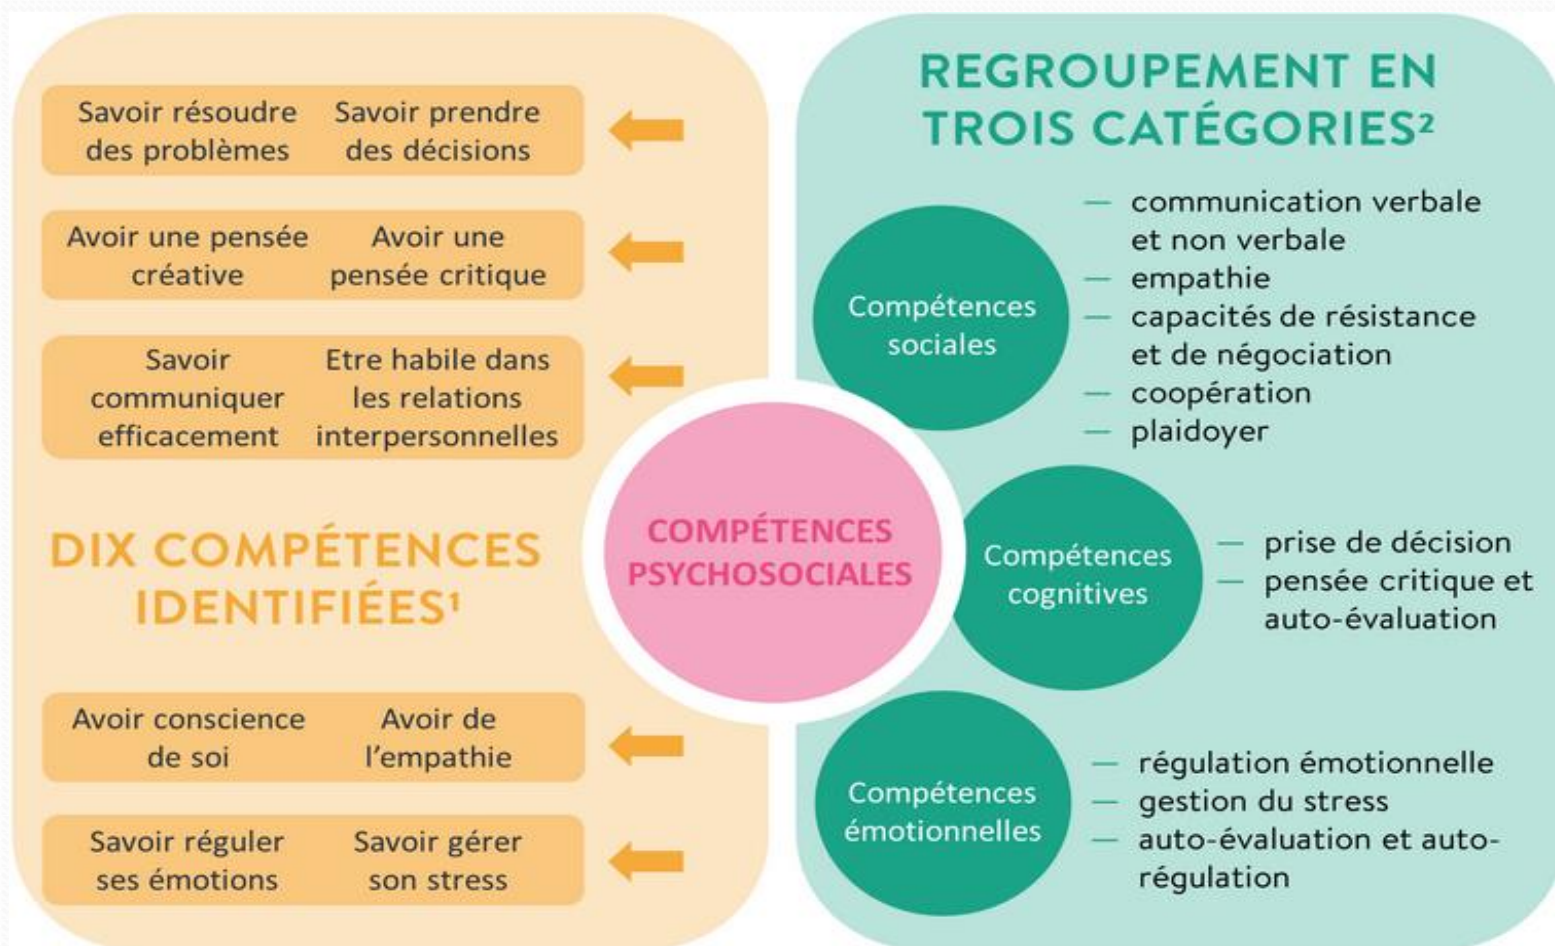 Savoir résoudre
des problèmes
Savoir prendre
des décisions
Avoir une pensée
créative
Avoir une
pensée critique
Savoir
communiquer
efficacement
Etre habile dans
les relations
interpersonnelles
DIX COMPÉTENCES
IDENTIFIÉES¹
Avoir conscience
de soi
Avoir de
l’empathie
Savoir réguler
ses émotions
Savoir gérer
son stress
COMPÉTENCES
PSYCHOSOCIALES
REGROUPEMENT EN
TROIS CATÉGORIES²
Compétences
sociales
— communication verbale
et non verbale
— empathie
— capacités de résistance
et de négociation
— coopération
— plaidoyer
Compétences
cognitives
— prise de décision
— pensée critique et
auto-évaluation
Compétences
émotionnelles
— régulation émotionnelle
— gestion du stress
— auto-évaluation et auto-
régulation